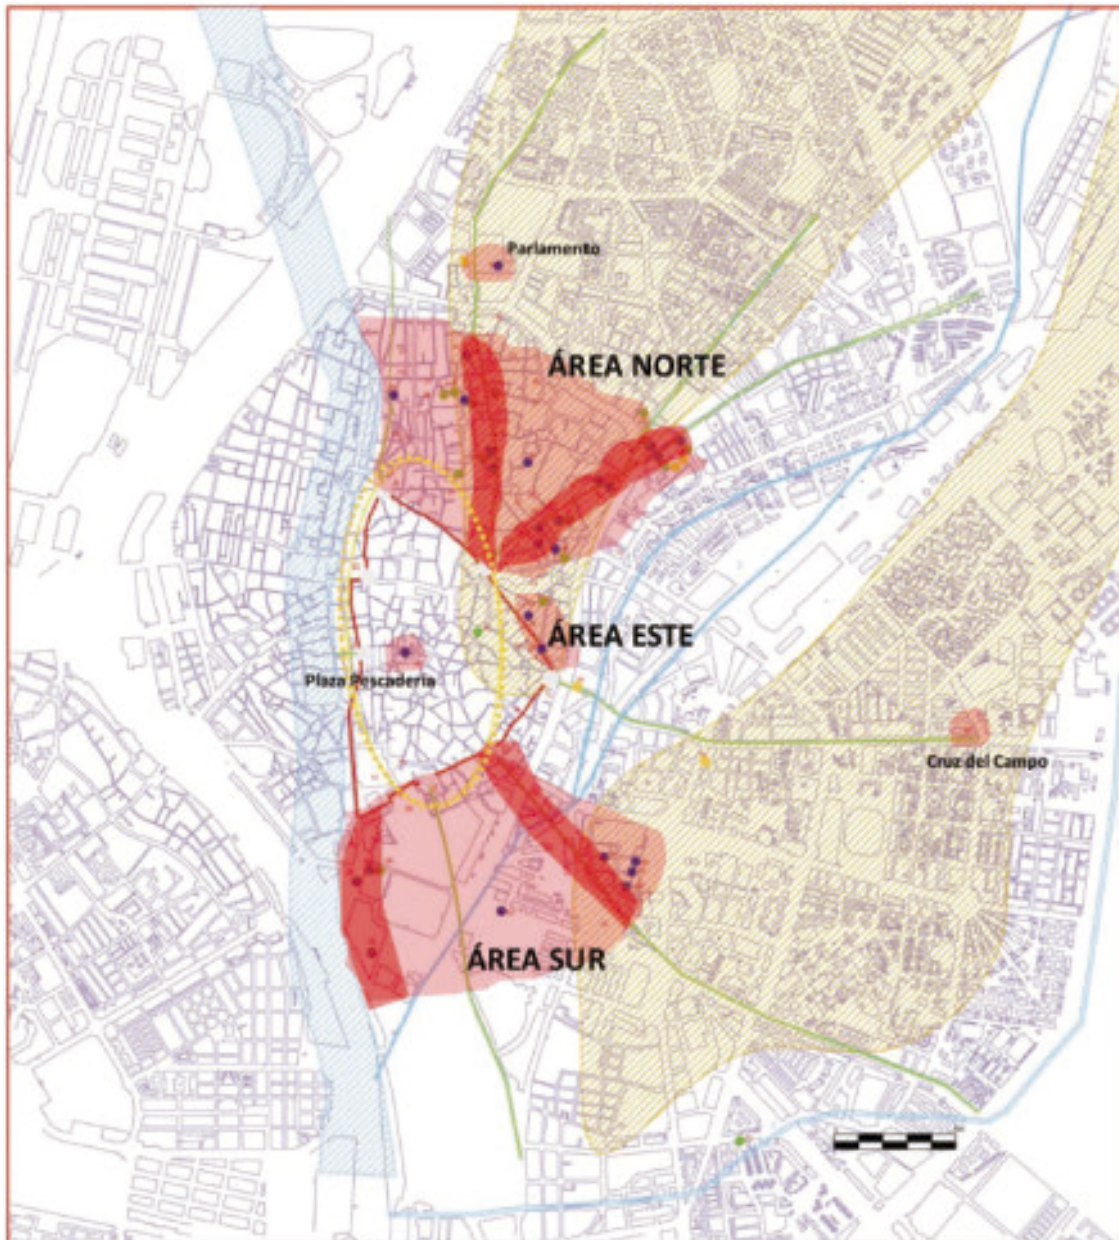 Parlamento
ÁREA NORTE
ÁREA ESTE
Plaza Pescadería
Cruz del Campo
ÁREA SUR